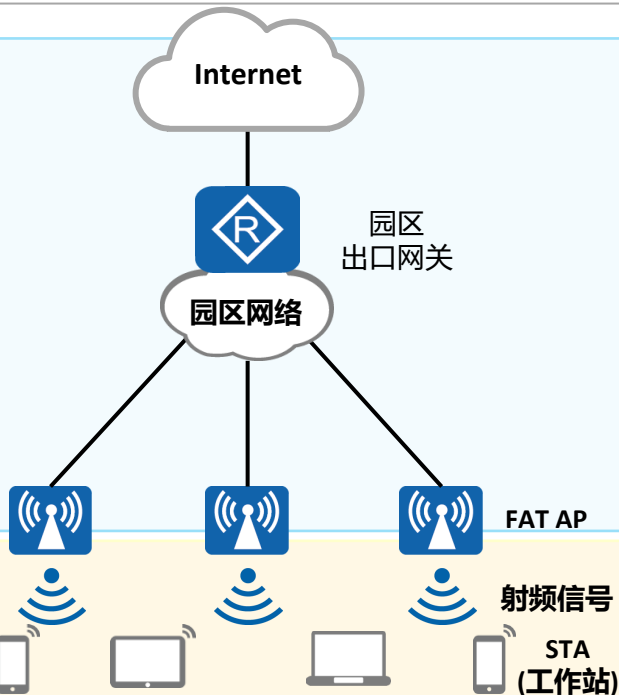 Internet
R
园区
出口网关
园区网络
FAT AP
射频信号
STA
(工作站)